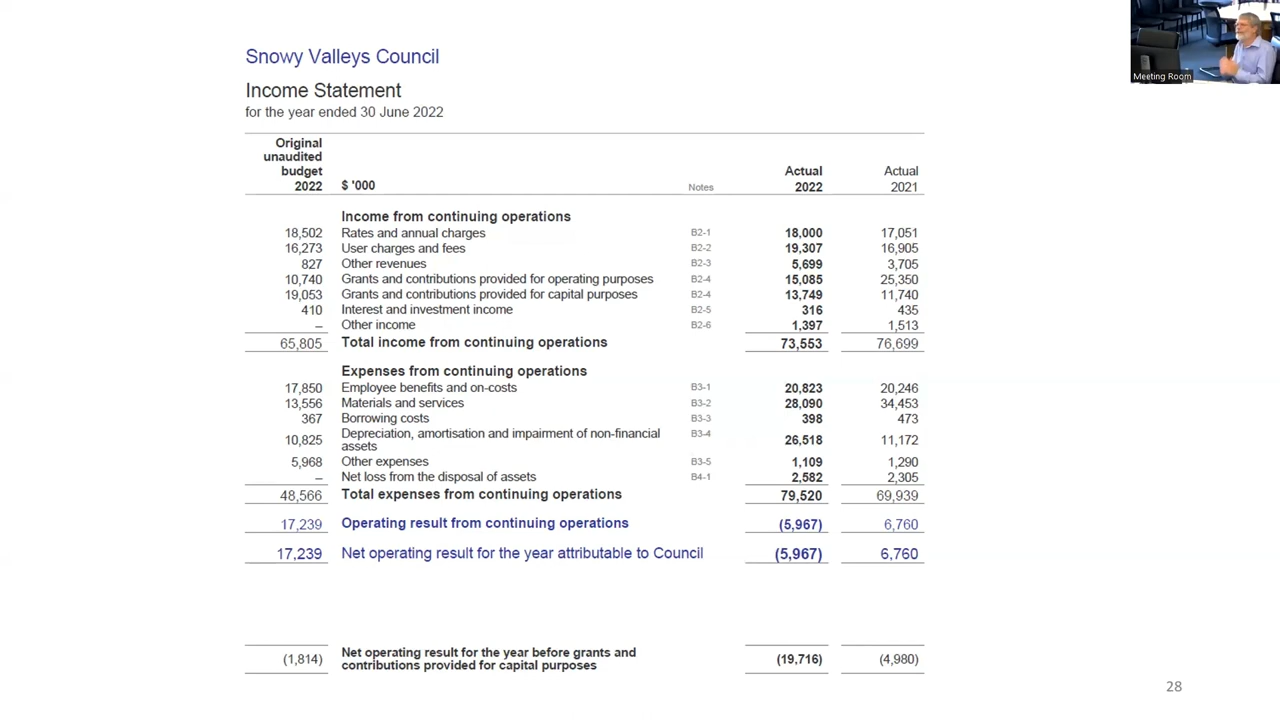 Meeting Room
Snowy Valleys Council
Income Statement
for the year ended 30 June 2022
Original
unaudited
budget
2022 $ '000 Notes Actual 2022 Actual 2021
Income from continuing operations
18,502 Rates and annual charges B2-1 18,000 17,051
16,273 User charges and fees B2-2 19,307 16,905
827 Other revenues B2-3 5,699 3,705
10,740 Grants and contributions provided for operating purposes B2-4 15,085 25,350
19,053 Grants and contributions provided for capital purposes B2-4 13,749 11,740
410 Interest and investment income B2-5 316 435
– Other income B2-6 1,397 1,513
65,805 Total income from continuing operations 73,553 76,699
Expenses from continuing operations
17,850 Employee benefits and on-costs B3-1 20,823 20,246
13,556 Materials and services B3-2 28,090 34,453
367 Borrowing costs B3-3 398 473
10,825 Depreciation, amortisation and impairment of non-financial assets B3-4 26,518 11,172
5,968 Other expenses B3-5 1,109 1,290
– Net loss from the disposal of assets B4-1 2,582 2,305
48,566 Total expenses from continuing operations 79,520 69,939
17,239 Operating result from continuing operations (5,967) 6,760
17,239 Net operating result for the year attributable to Council (5,967) 6,760
(1,814) Net operating result for the year before grants and contributions provided for capital purposes (19,716) (4,980)
28